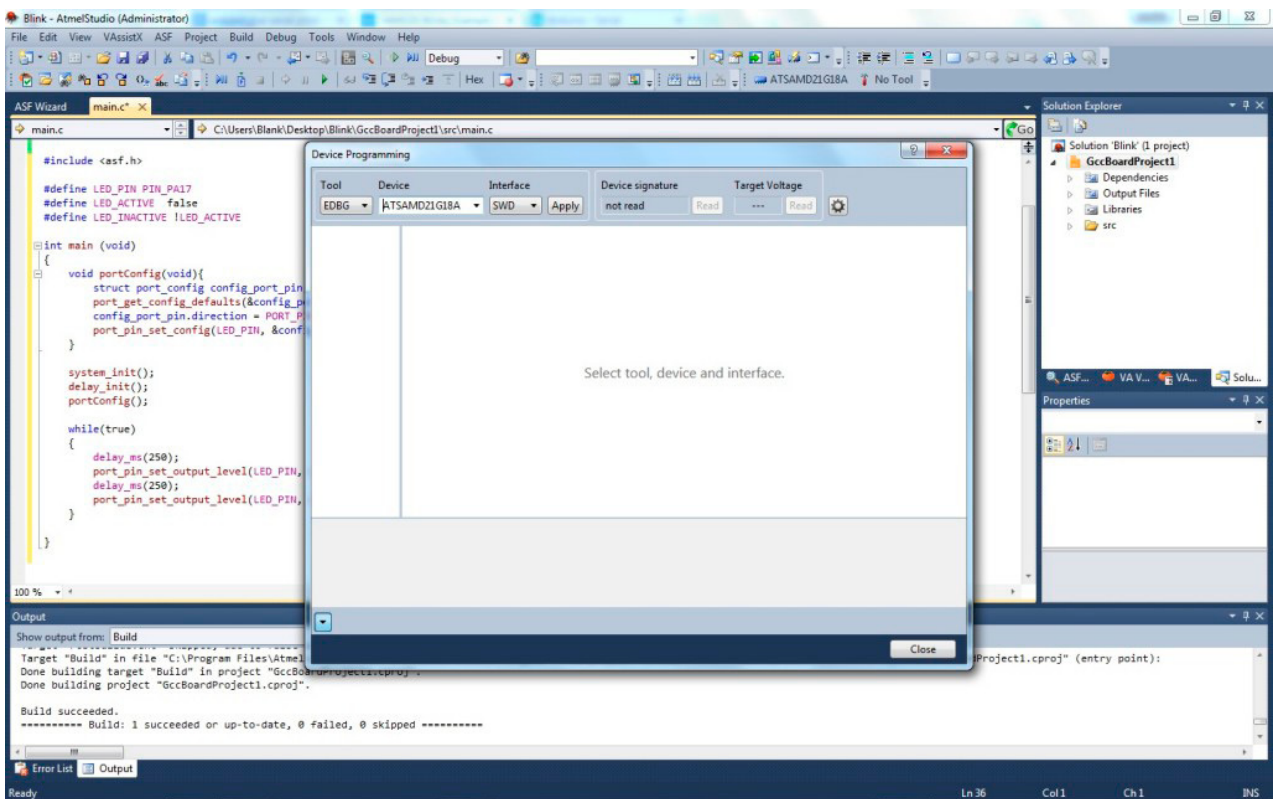 Blink - AtmelStudio (Administrator)
File Edit View VAssistX ASF Project Build Debug Tools Window Help
Debug
Hex ATSAMD21G18A No Tool
ASF Wizard main.c*
main.c C:\Users\Blank\Desktop\Blink\GccBoardProject1\src\main.c Go
#include <asf.h>
#define LED_PIN PIN_PA17
#define LED_ACTIVE false
#define LED_INACTIVE !LED_ACTIVE
int main (void)
{
void portConfig(void){
struct port_config config_port_pin
port_get_config_defaults(&config_p
config_port_pin.direction = PORT_P
port_pin_set_config(LED_PIN, &conf
}
system_init();
delay_init();
portConfig();
while(true)
{
delay_ms(250);
port_pin_set_output_level(LED_PIN,
delay_ms(250);
port_pin_set_output_level(LED_PIN,
}
}
100 %
Device Programming
Tool Device Interface Device signature Target Voltage
EDBG ATSAMD21G18A SWD Apply not read Read --- Read
Select tool, device and interface.
Close
Solution Explorer
Solution 'Blink' (1 project)
GccBoardProject1
Dependencies
Output Files
Libraries
src
ASF... VA V... VA... Solu...
Properties
Output
Show output from: Build
Target "Build" in file "C:\Program Files\Atmel
Project1.cproj" (entry point):
Done building target "Build" in project "GccBoardProject1.cproj".
Done building project "GccBoardProject1.cproj".
Build succeeded.
========== Build: 1 succeeded or up-to-date, 0 failed, 0 skipped ==========
Error List Output
Ready Ln 36 Col 1 Ch 1 INS